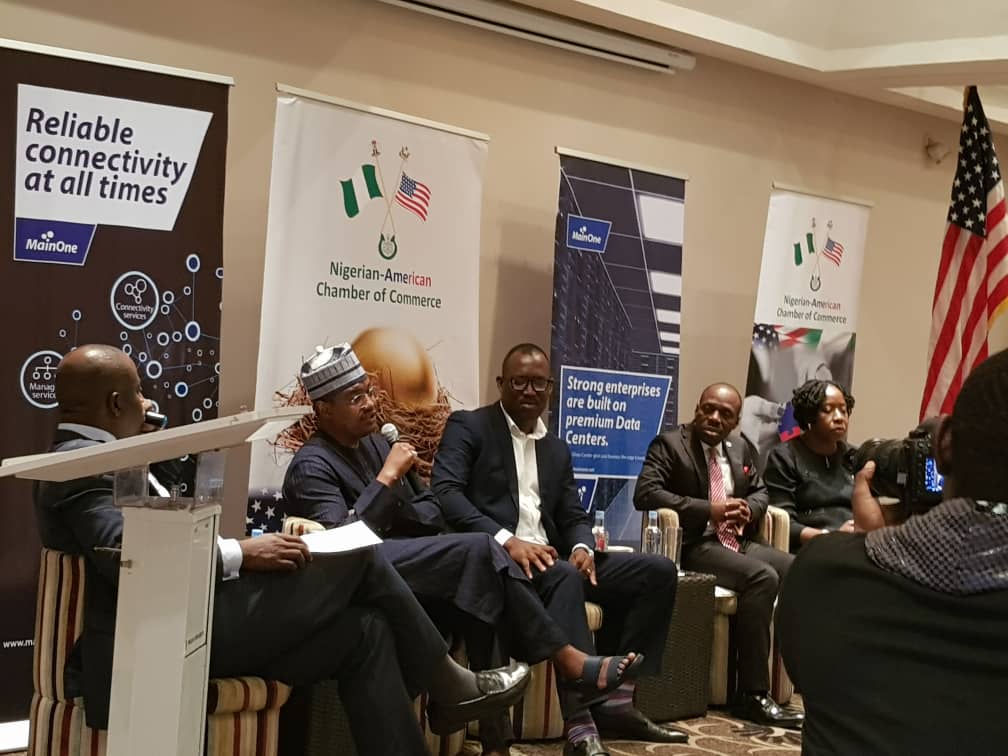 Reliable
connectivity
at all times
MainOne
Connectivity
services
Nigerian-American
Chamber of Commerce
MainOne
Strong enterprises
are built on
premium Data
Centers.
Nigerian-American
Chamber of Commerce